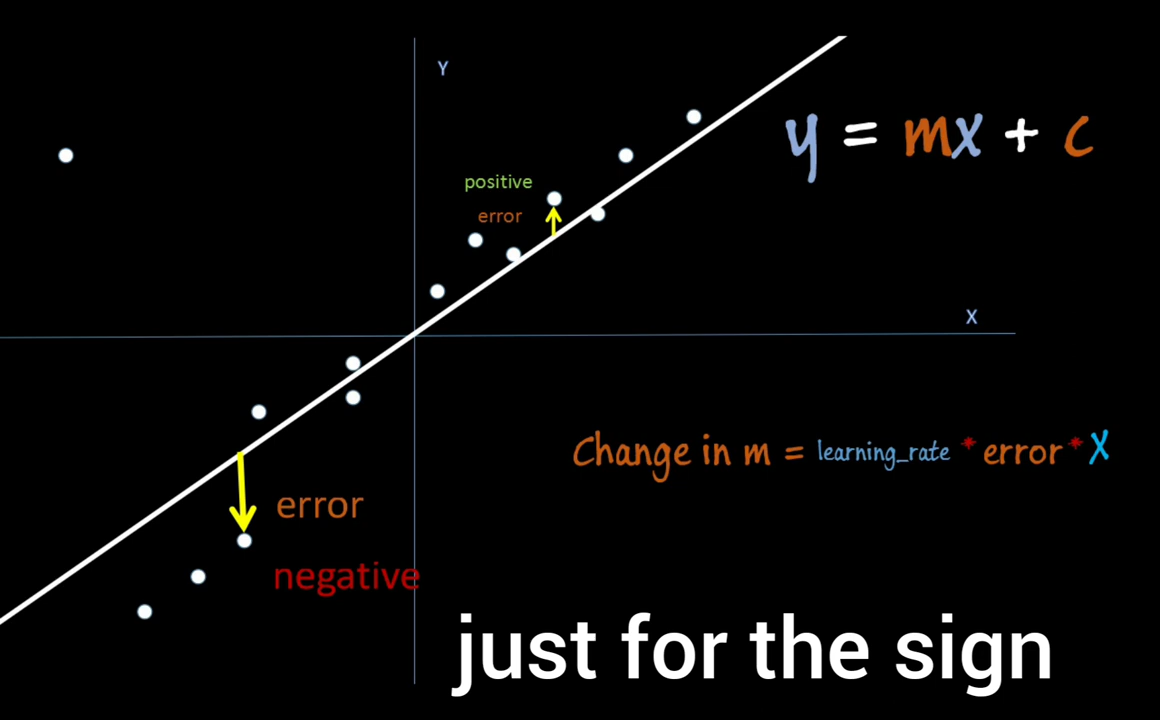 Y
y = mx + c
positive
error
X
Change in m = learning_rate * error * X
error
negative
just for the sign